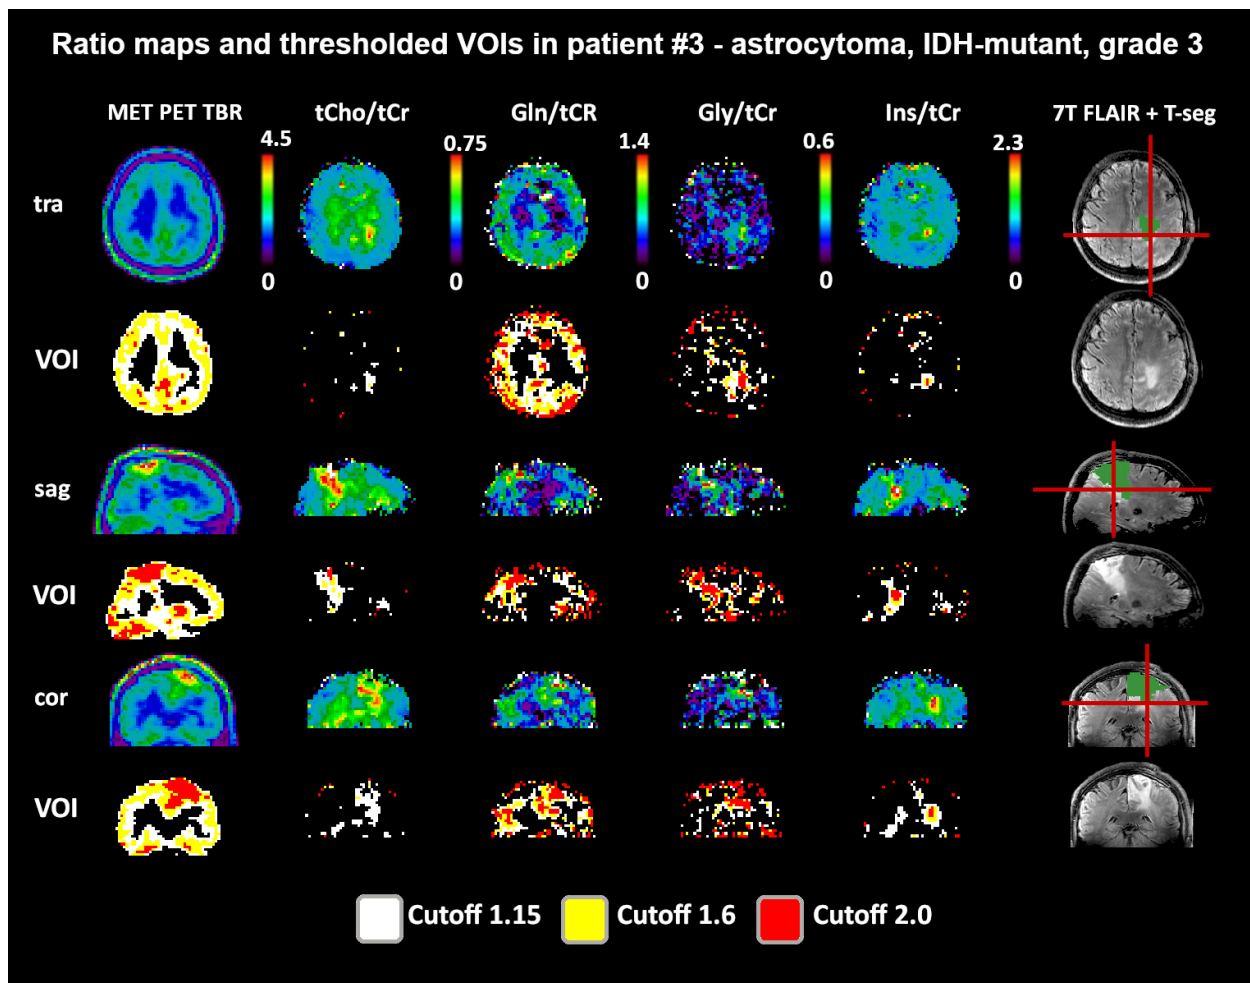 Ratio maps and thresholded VOIs in patient #3 - astrocytoma, IDH-mutant, grade 3
MET PET TBR tCho/tCr Gln/tCR Gly/tCr Ins/tCr 7T FLAIR + T-seg
4.5 0.75 1.4 0.6 2.3
tra
0 0 0 0 0
VOI
sag
VOI
cor
VOI
Cutoff 1.15 Cutoff 1.6 Cutoff 2.0